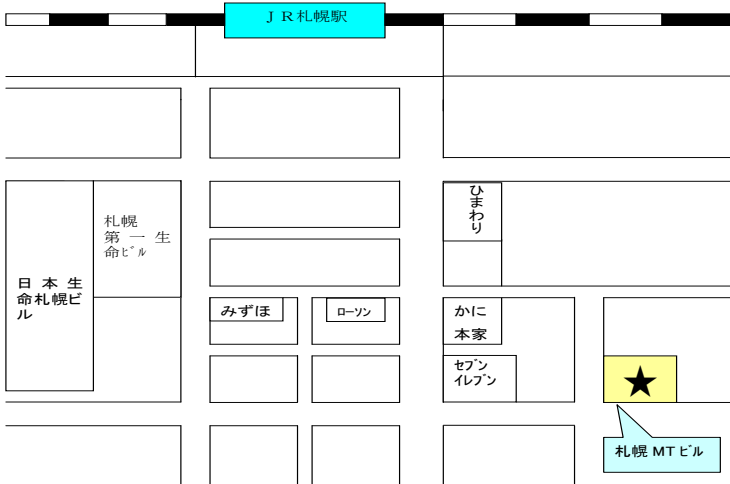 ＪＲ札幌駅
ひまわり
札幌
第一生
命ﾋﾞﾙ
日本生
命札幌ビ
ル
みずほ
ローソン
かに
本家
セブン
イレブン
札幌 MT ﾋﾞﾙ